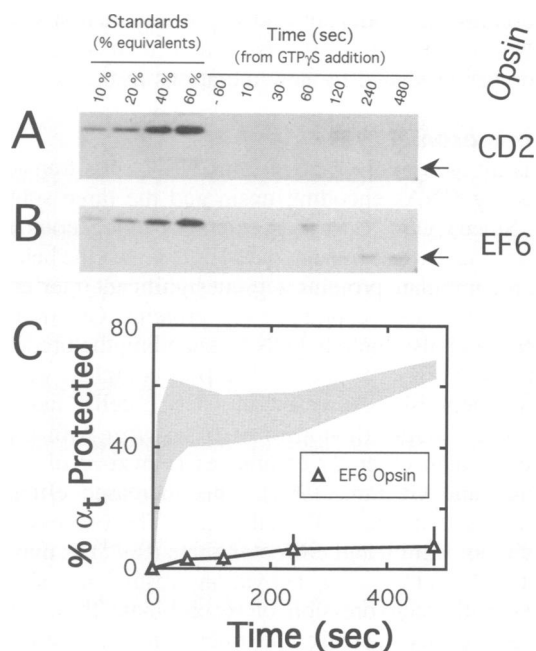 Standards
(% equivalents)
Time (sec)
(from GTPγS addition)
Opsin
10 %
20 %
40 %
60 %
- 60
10
30
60
120
240
480
A
CD2
B
EF6
C
80
40
0
% αt Protected
EF6 Opsin
0
200
400
Time (sec)